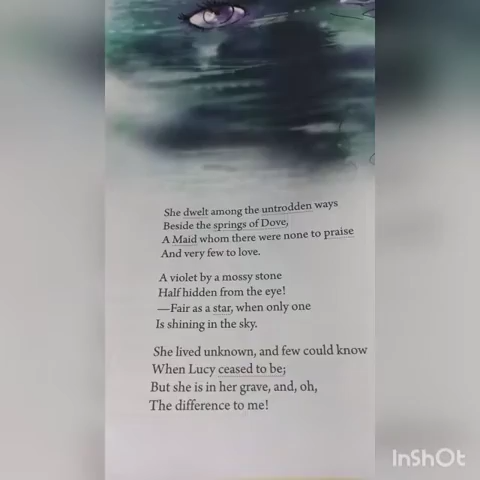 She dwelt among the untrodden ways
Beside the springs of Dove,
A Maid whom there were none to praise
And very few to love.
A violet by a mossy stone
Half hidden from the eye!
—Fair as a star, when only one
Is shining in the sky.
She lived unknown, and few could know
When Lucy ceased to be;
But she is in her grave, and, oh,
The difference to me!
InShOt